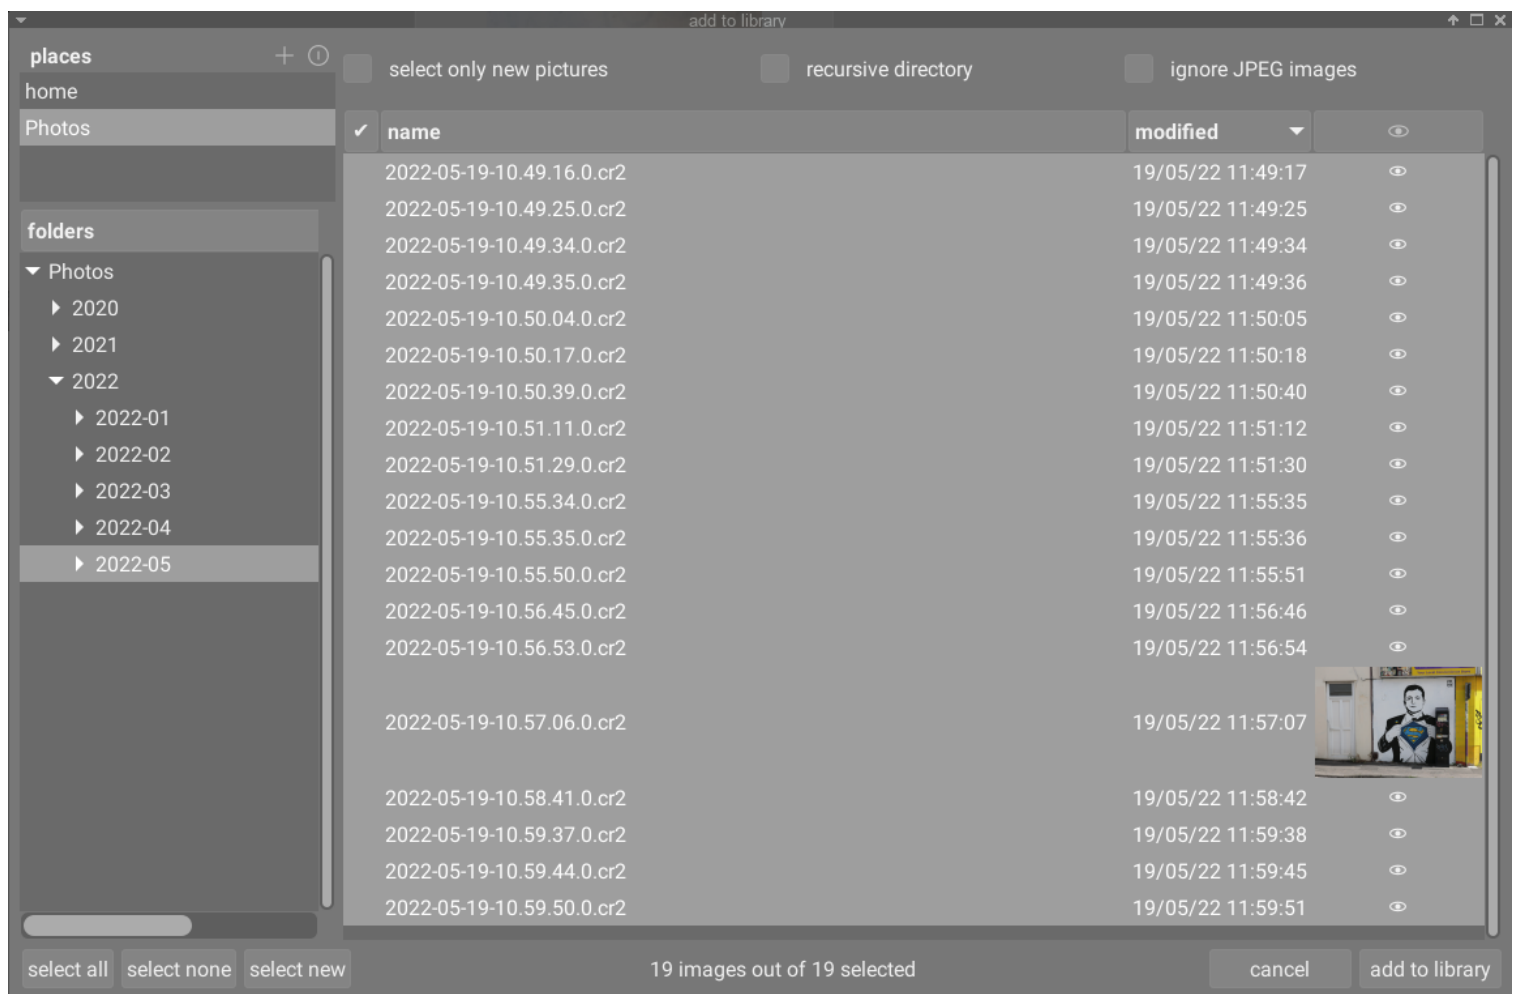 add to library
places
home
Photos
folders
Photos
2020
2021
2022
2022-01
2022-02
2022-03
2022-04
2022-05
select only new pictures recursive directory ignore JPEG images
✔ name modified
2022-05-19-10.49.16.0.cr2 19/05/22 11:49:17
2022-05-19-10.49.25.0.cr2 19/05/22 11:49:25
2022-05-19-10.49.34.0.cr2 19/05/22 11:49:34
2022-05-19-10.49.35.0.cr2 19/05/22 11:49:36
2022-05-19-10.50.04.0.cr2 19/05/22 11:50:05
2022-05-19-10.50.17.0.cr2 19/05/22 11:50:18
2022-05-19-10.50.39.0.cr2 19/05/22 11:50:40
2022-05-19-10.51.11.0.cr2 19/05/22 11:51:12
2022-05-19-10.51.29.0.cr2 19/05/22 11:51:30
2022-05-19-10.55.34.0.cr2 19/05/22 11:55:35
2022-05-19-10.55.35.0.cr2 19/05/22 11:55:36
2022-05-19-10.55.50.0.cr2 19/05/22 11:55:51
2022-05-19-10.56.45.0.cr2 19/05/22 11:56:46
2022-05-19-10.56.53.0.cr2 19/05/22 11:56:54
2022-05-19-10.57.06.0.cr2 19/05/22 11:57:07
2022-05-19-10.58.41.0.cr2 19/05/22 11:58:42
2022-05-19-10.59.37.0.cr2 19/05/22 11:59:38
2022-05-19-10.59.44.0.cr2 19/05/22 11:59:45
2022-05-19-10.59.50.0.cr2 19/05/22 11:59:51
select all select none select new 19 images out of 19 selected cancel add to library